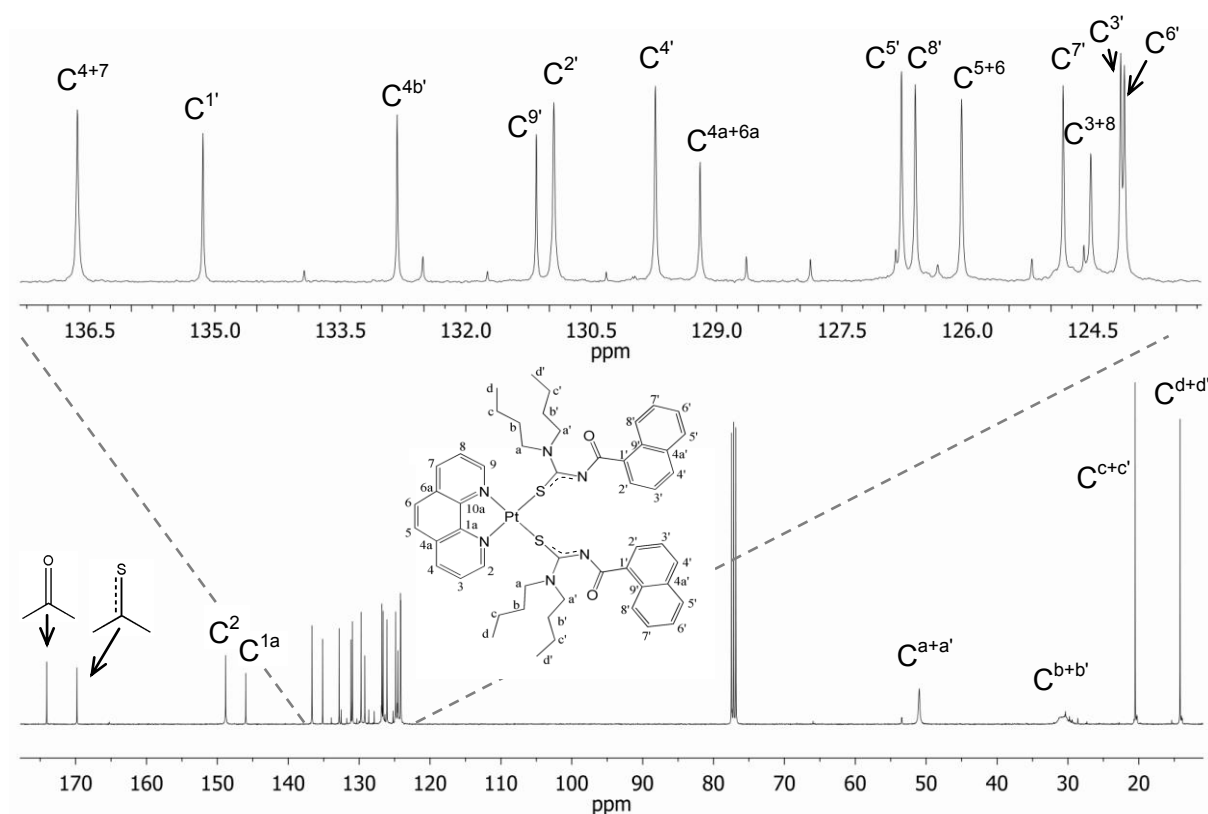 C4+7
C1'
C4b'
C9'
C2'
C4'
C4a+6a
C5'
C8'
C5+6
C7'
C3+8
C3'
C6'
136.5 135.0 133.5 132.0 130.5 129.0 127.5 126.0 124.5
ppm
O
S
C2
C1a
d'
d
c'
c
b'
b
a'
a
N
O
7'
6'
8'
5'
9'
4a'
1'
4'
2'
3'
8
7
9
6a
N
S
N
6
10a
Pt
5
1a
4a
N
S
N
4
2
3
a
N
a'
b
b'
c
c'
d
d'
O
2'
3'
1'
4'
9'
4a'
8'
5'
7'
6'
Ca+a'
Cb+b'
Cc+c'
Cd+d'
170 160 150 140 130 120 110 100 90 80 70 60 50 40 30 20
ppm